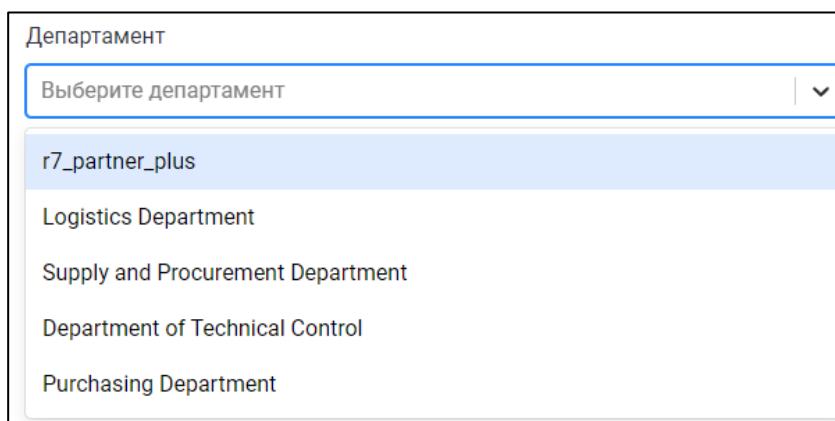 Департамент
Выберите департамент
r7_partner_plus
Logistics Department
Supply and Procurement Department
Department of Technical Control
Purchasing Department